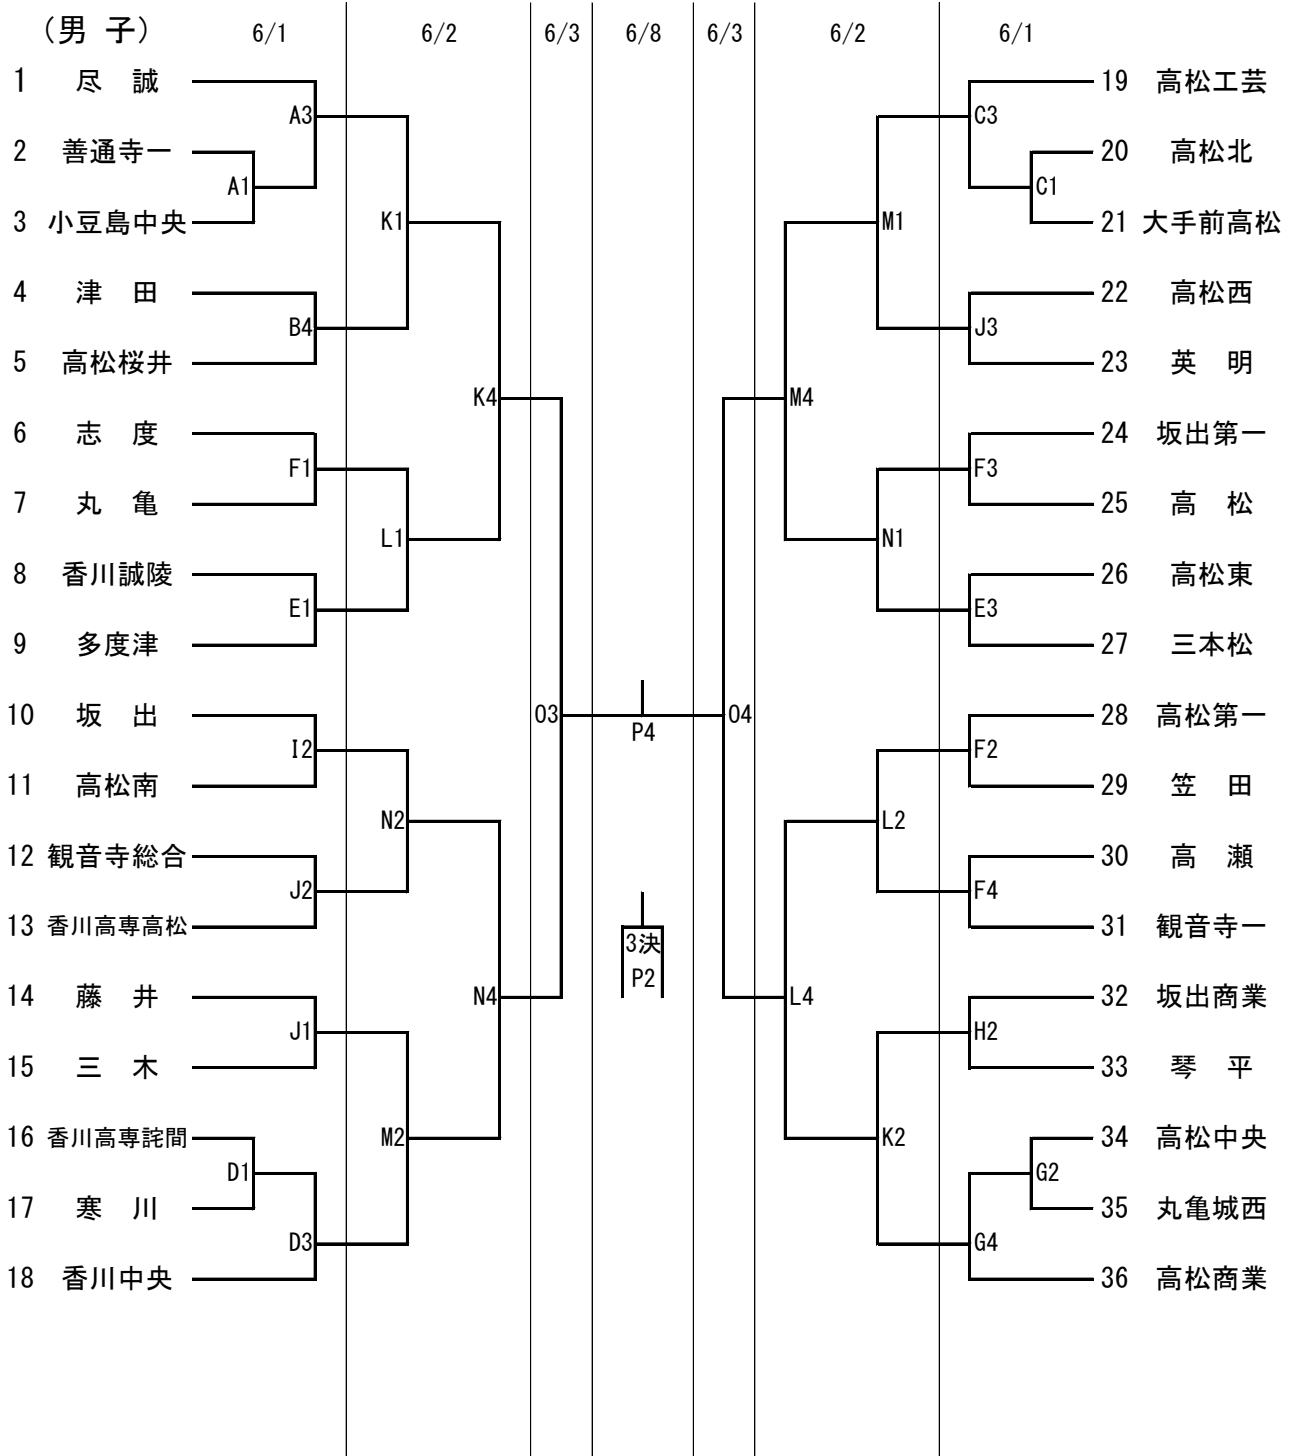 (男 子) 6/1 6/2 6/3 6/8 6/3 6/2 6/1
1 尽 誠 19 高松工芸
A3 C3
2 善通寺一 20 高松北
A1 C1
3 小豆島中央 K1 M1 21 大手前高松
4 津 田 22 高松西
B4 J3
5 高松桜井 23 英 明
K4 M4
6 志 度 24 坂出第一
F1 F3
7 丸 亀 25 高 松
L1 N1
8 香川誠陵 26 高松東
E1 E3
9 多度津 27 三本松
10 坂 出 O3 O4 28 高松第一
P4
I2 F2
11 高松南 29 笠 田
N2 L2
12 観音寺総合 30 高 瀬
J2 F4
13 香川高専高松 31 観音寺一
3決
P2
14 藤 井 N4 L4 32 坂出商業
J1 H2
15 三 木 33 琴 平
16 香川高専詫間 M2 K2 34 高松中央
D1 G2
17 寒 川 35 丸亀城西
D3 G4
18 香川中央 36 高松商業